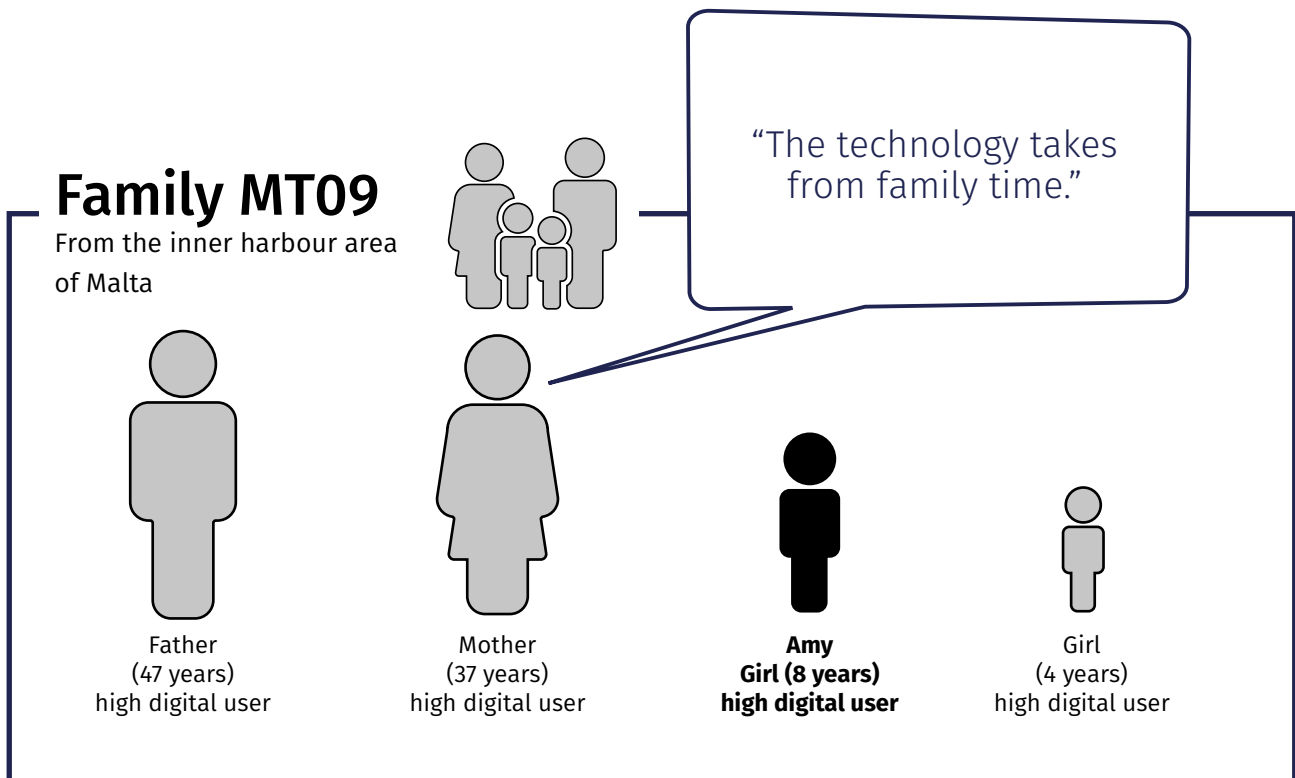 “The technology takes
from family time.”
Family MT09
From the inner harbour area
of Malta
Father
(47 years)
high digital user
Mother
(37 years)
high digital user
Amy
Girl (8 years)
high digital user
Girl
(4 years)
high digital user